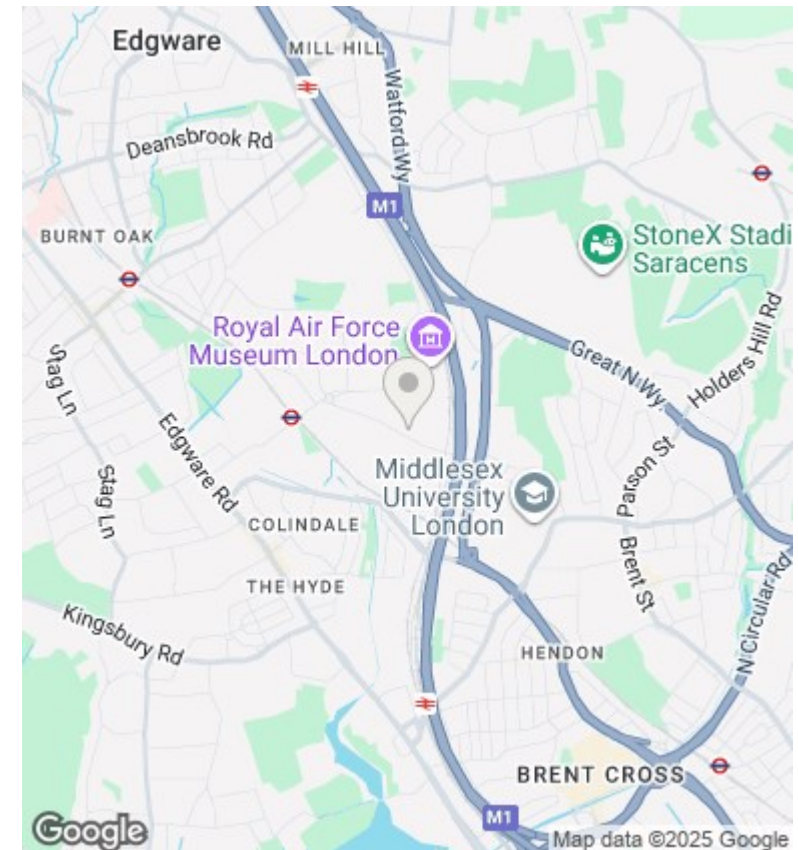 Edgware
MILL HILL
Watford Wy
Deansbrook Rd
M1
BURNT OAK
StoneX Stadi
Saracens
Royal Air Force
Museum London
Holders Hill Rd
Great N Wy
Stag Ln
Edgware Rd
Parson St
Middlesex
University
London
Stag Ln
COLINDALE
Brent St
THE HYDE
N Circular Rd
Kingsbury Rd
HENDON
BRENT CROSS
M1
Google
Map data ©2025 Google